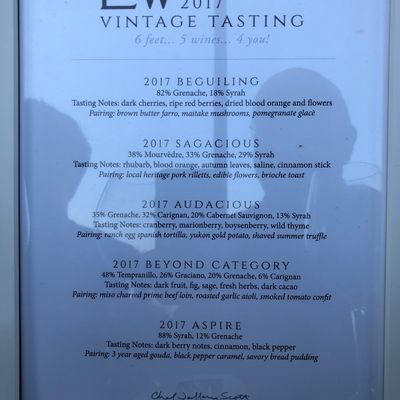 2017
VINTAGE TASTING
6 feet... 5 wines... 4 you!
2017 BEGUILING
82% Grenache, 18% Syrah
Tasting Notes: dark cherries, ripe red berries, dried blood orange and flowers
Pairing: brown butter farro, maitake mushrooms, pomegranate glacè
2017 SAGACIOUS
38% Mourvèdre, 33% Grenache, 29% Syrah
Tasting Notes: rhubarb, blood orange, autumn leaves, saline, cinnamon stick
Pairing: local heritage pork rilletts, edible flowers, brioche toast
2017 AUDACIOUS
35% Grenache, 32% Carignan, 20% Cabernet Sauvignon, 13% Syrah
Tasting Notes: cranberry, marionberry, boysenberry, wild thyme
Pairing: ranch egg spanish tortilla, yukon gold potato, shaved summer truffle
2017 BEYOND CATEGORY
48% Tempranillo, 26% Graciano, 20% Grenache, 6% Carignan
Tasting Notes: dark fruit, fig, sage, fresh herbs, dark cacao
Pairing: miso charred prime beef loin, roasted garlic aioli, smoked tomato confit
2017 ASPIRE
88% Syrah, 12% Grenache
Tasting Notes: dark berry notes, cinnamon, black pepper
Pairing: 3 year aged gouda, black pepper caramel, savory bread pudding
Chef Scott